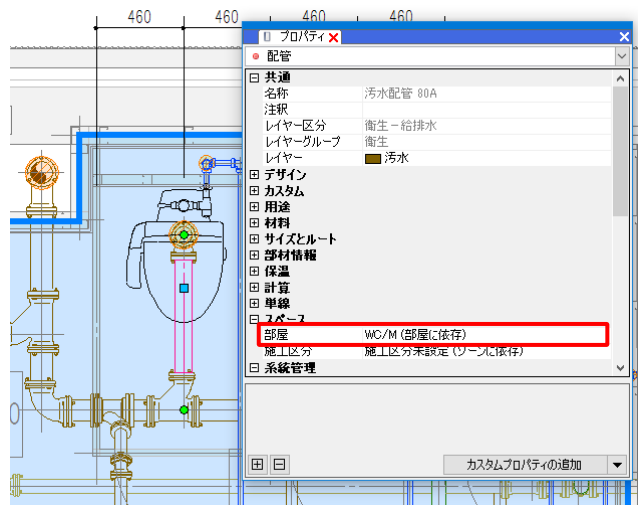 460 460 460 460
プロパティ
配管
共通
名称 汚水配管 80A
注釈
レイヤー区分 衛生－給排水
レイヤーグループ 衛生
レイヤー 汚水
デザイン
カスタム
用途
材料
サイズとルート
部材情報
保温
計算
単線
スペース
部屋 WC/M (部屋に依存)
施工区分 施工区分未設定 (ゾーンに依存)
系統管理
カスタムプロパティの追加